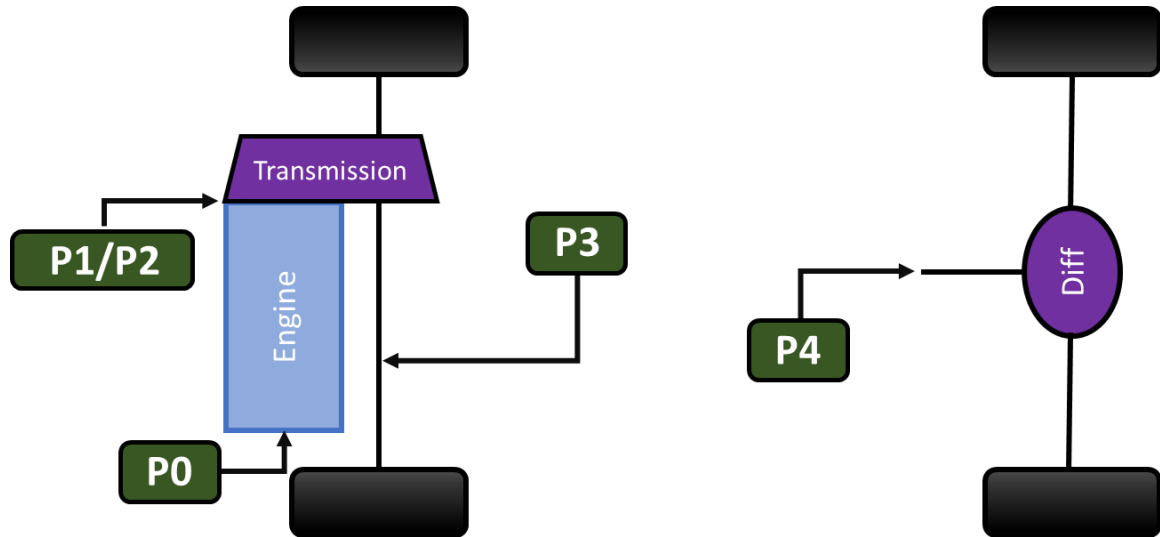 Transmission
P1/P2
P3
Engine
Diff
P4
P0